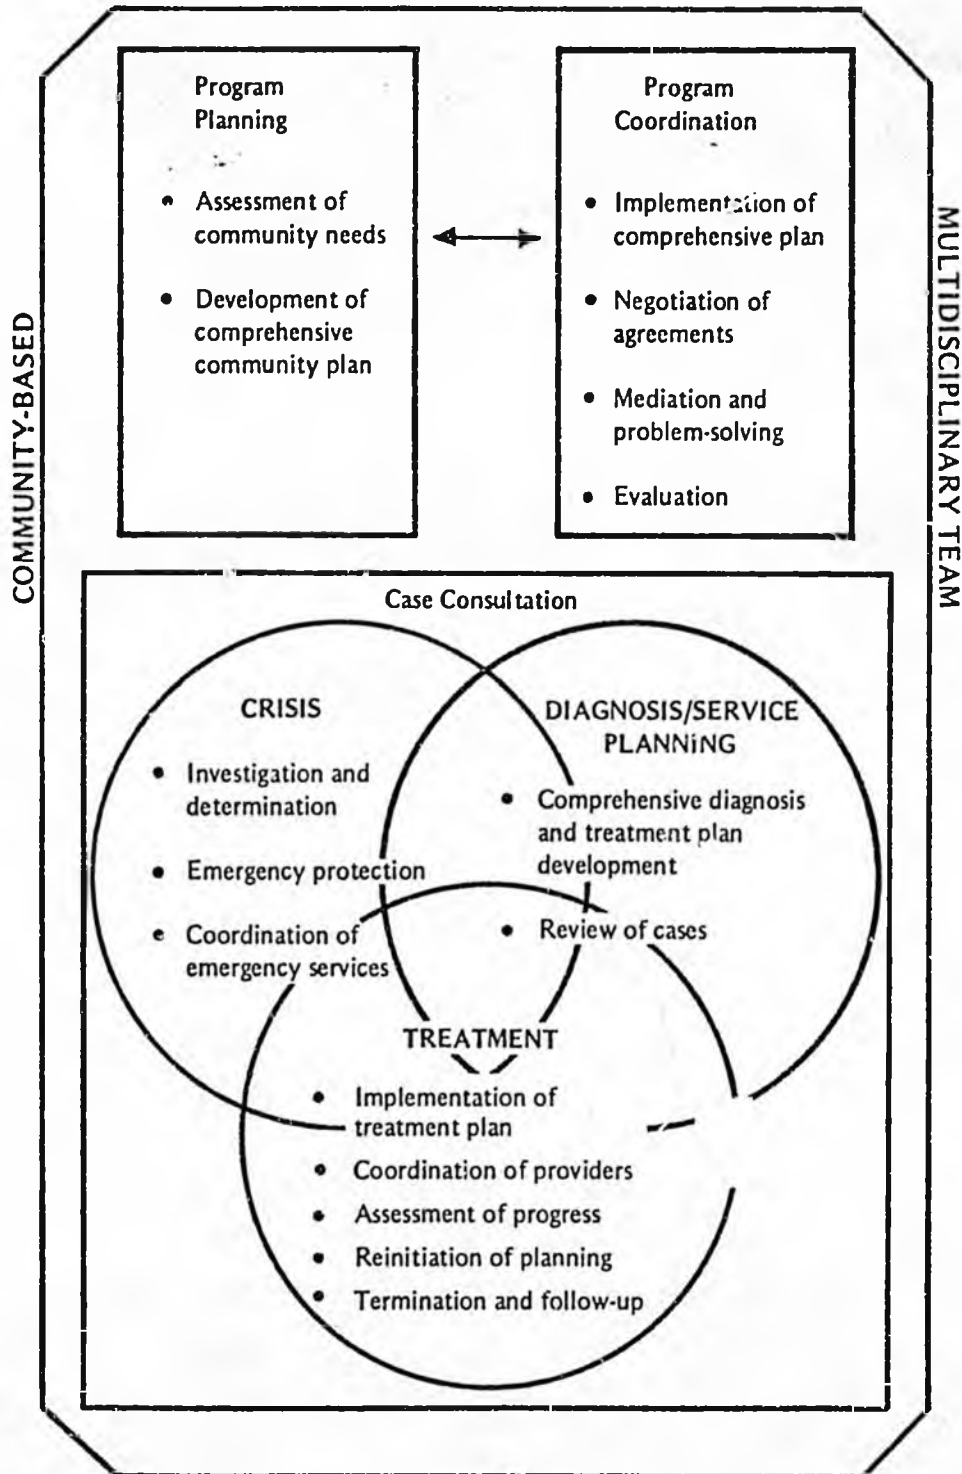 COMMUNITY-BASED
MULTIDISCIPLINARY TEAM
Program
Planning
• Assessment of
community needs
• Development of
comprehensive
community plan
Program
Coordination
• Implementation of
comprehensive plan
• Negotiation of
agreements
• Mediation and
problem-solving
• Evaluation
Case Consultation
CRISIS
• Investigation and
determination
• Emergency protection
• Coordination of
emergency services
DIAGNOSIS/SERVICE
PLANNING
• Comprehensive diagnosis
and treatment plan
development
• Review of cases
TREATMENT
• Implementation of
treatment plan
• Coordination of providers
• Assessment of progress
• Reinitiation of planning
• Termination and follow-up